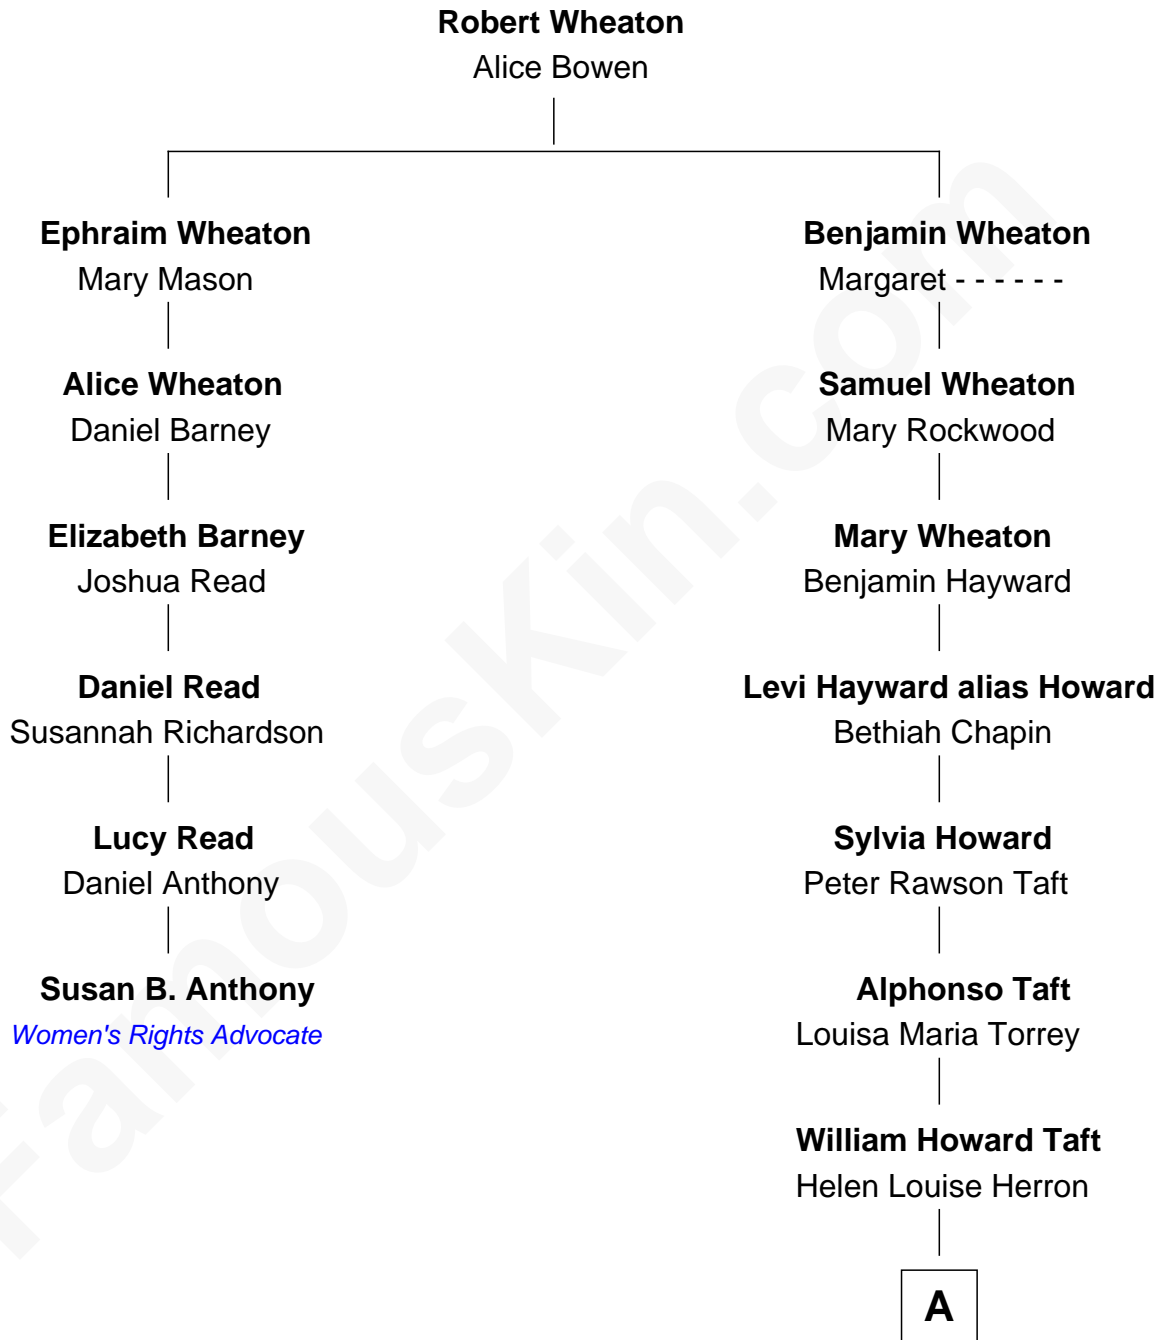 Robert Wheaton
Alice Bowen
Ephraim Wheaton
Mary Mason
Benjamin Wheaton
Margaret - - - - - -
Alice Wheaton
Daniel Barney
Samuel Wheaton
Mary Rockwood
Elizabeth Barney
Joshua Read
Mary Wheaton
Benjamin Hayward
Daniel Read
Susannah Richardson
Levi Hayward alias Howard
Bethiah Chapin
Lucy Read
Daniel Anthony
Sylvia Howard
Peter Rawson Taft
Susan B. Anthony
Women's Rights Advocate
Alphonso Taft
Louisa Maria Torrey
William Howard Taft
Helen Louise Herron
A
FamousKin.com